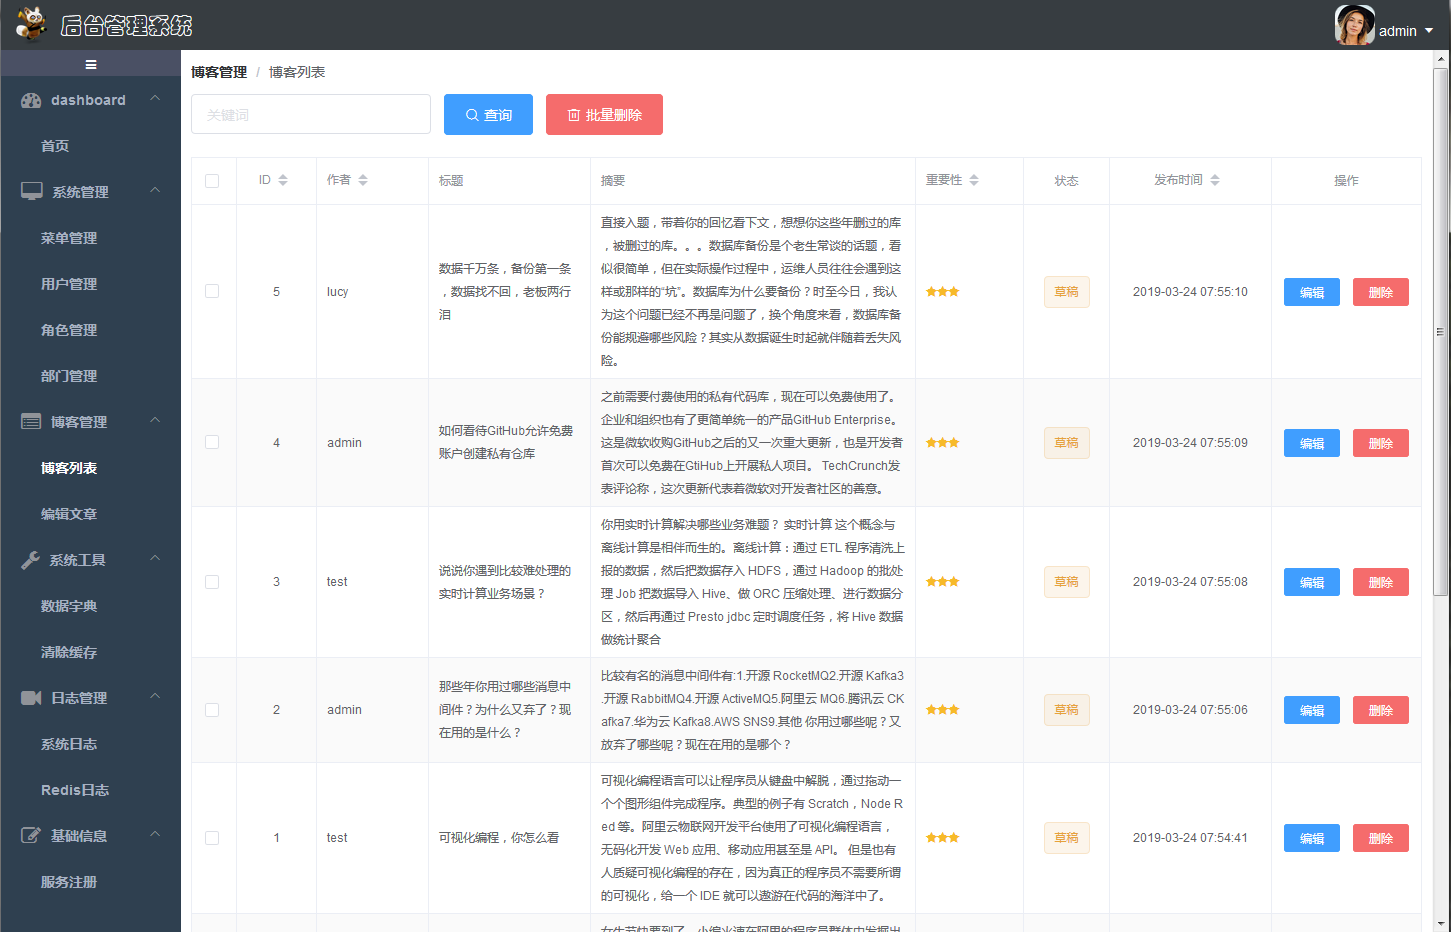 后台管理系统
admin
dashboard
首页
系统管理
菜单管理
用户管理
角色管理
部门管理
博客管理
博客列表
编辑文章
系统工具
数据字典
清除缓存
日志管理
系统日志
Redis日志
基础信息
服务注册
博客管理 / 博客列表
关键词
查询
批量删除
ID 作者 标题 摘要 重要性 状态 发布时间 操作
5
lucy
数据千万条，备份第一条
，数据找不回，老板两行
泪
直接入题，带着你的回忆看下文，想想你这些年删过的库
，被删过的库。。。数据库备份是个老生常谈的话题，看
似很简单，但在实际操作过程中，运维人员往往会遇到这
样或那样的“坑”。数据库为什么要备份？时至今日，我认
为这个问题已经不再是问题了，换个角度来看，数据库备
份能规避哪些风险？其实从数据诞生时起就伴随着丢失风
险。
草稿
2019-03-24 07:55:10
编辑
删除
4
admin
如何看待GitHub允许免费
账户创建私有仓库
之前需要付费使用的私有代码库，现在可以免费使用了。
企业和组织也有了更简单统一的产品GitHub Enterprise。
这是微软收购GitHub之后的又一次重大更新，也是开发者
首次可以免费在GtiHub上开展私人项目。 TechCrunch发
表评论称，这次更新代表着微软对开发者社区的善意。
草稿
2019-03-24 07:55:09
编辑
删除
3
test
说说你遇到比较难处理的
实时计算业务场景？
你用实时计算解决哪些业务难题？ 实时计算 这个概念与
离线计算是相伴而生的。离线计算：通过 ETL 程序清洗上
报的数据，然后把数据存入 HDFS，通过 Hadoop 的批处
理 Job 把数据导入 Hive、做 ORC 压缩处理、进行数据分
区，然后再通过 Presto jdbc 定时调度任务，将 Hive 数据
做统计聚合
草稿
2019-03-24 07:55:08
编辑
删除
2
admin
那些年你用过哪些消息中
间件？为什么又弃了？现
在用的是什么？
比较有名的消息中间件有:1.开源 RocketMQ2.开源 Kafka3
.开源 RabbitMQ4.开源 ActiveMQ5.阿里云 MQ6.腾讯云 CK
afka7.华为云 Kafka8.AWS SNS9.其他 你用过哪些呢？又
放弃了哪些呢？现在在用的是哪个？
草稿
2019-03-24 07:55:06
编辑
删除
1
test
可视化编程，你怎么看
可视化编程语言可以让程序员从键盘中解脱，通过拖动一
个个图形组件完成程序。典型的例子有 Scratch，Node R
ed 等。阿里云物联网开发平台使用了可视化编程语言，
无码化开发 Web 应用、移动应用甚至是 API。 但是也有
人质疑可视化编程的存在，因为真正的程序员不需要所谓
的可视化，给一个 IDE 就可以遨游在代码的海洋中了。
草稿
2019-03-24 07:54:41
编辑
删除